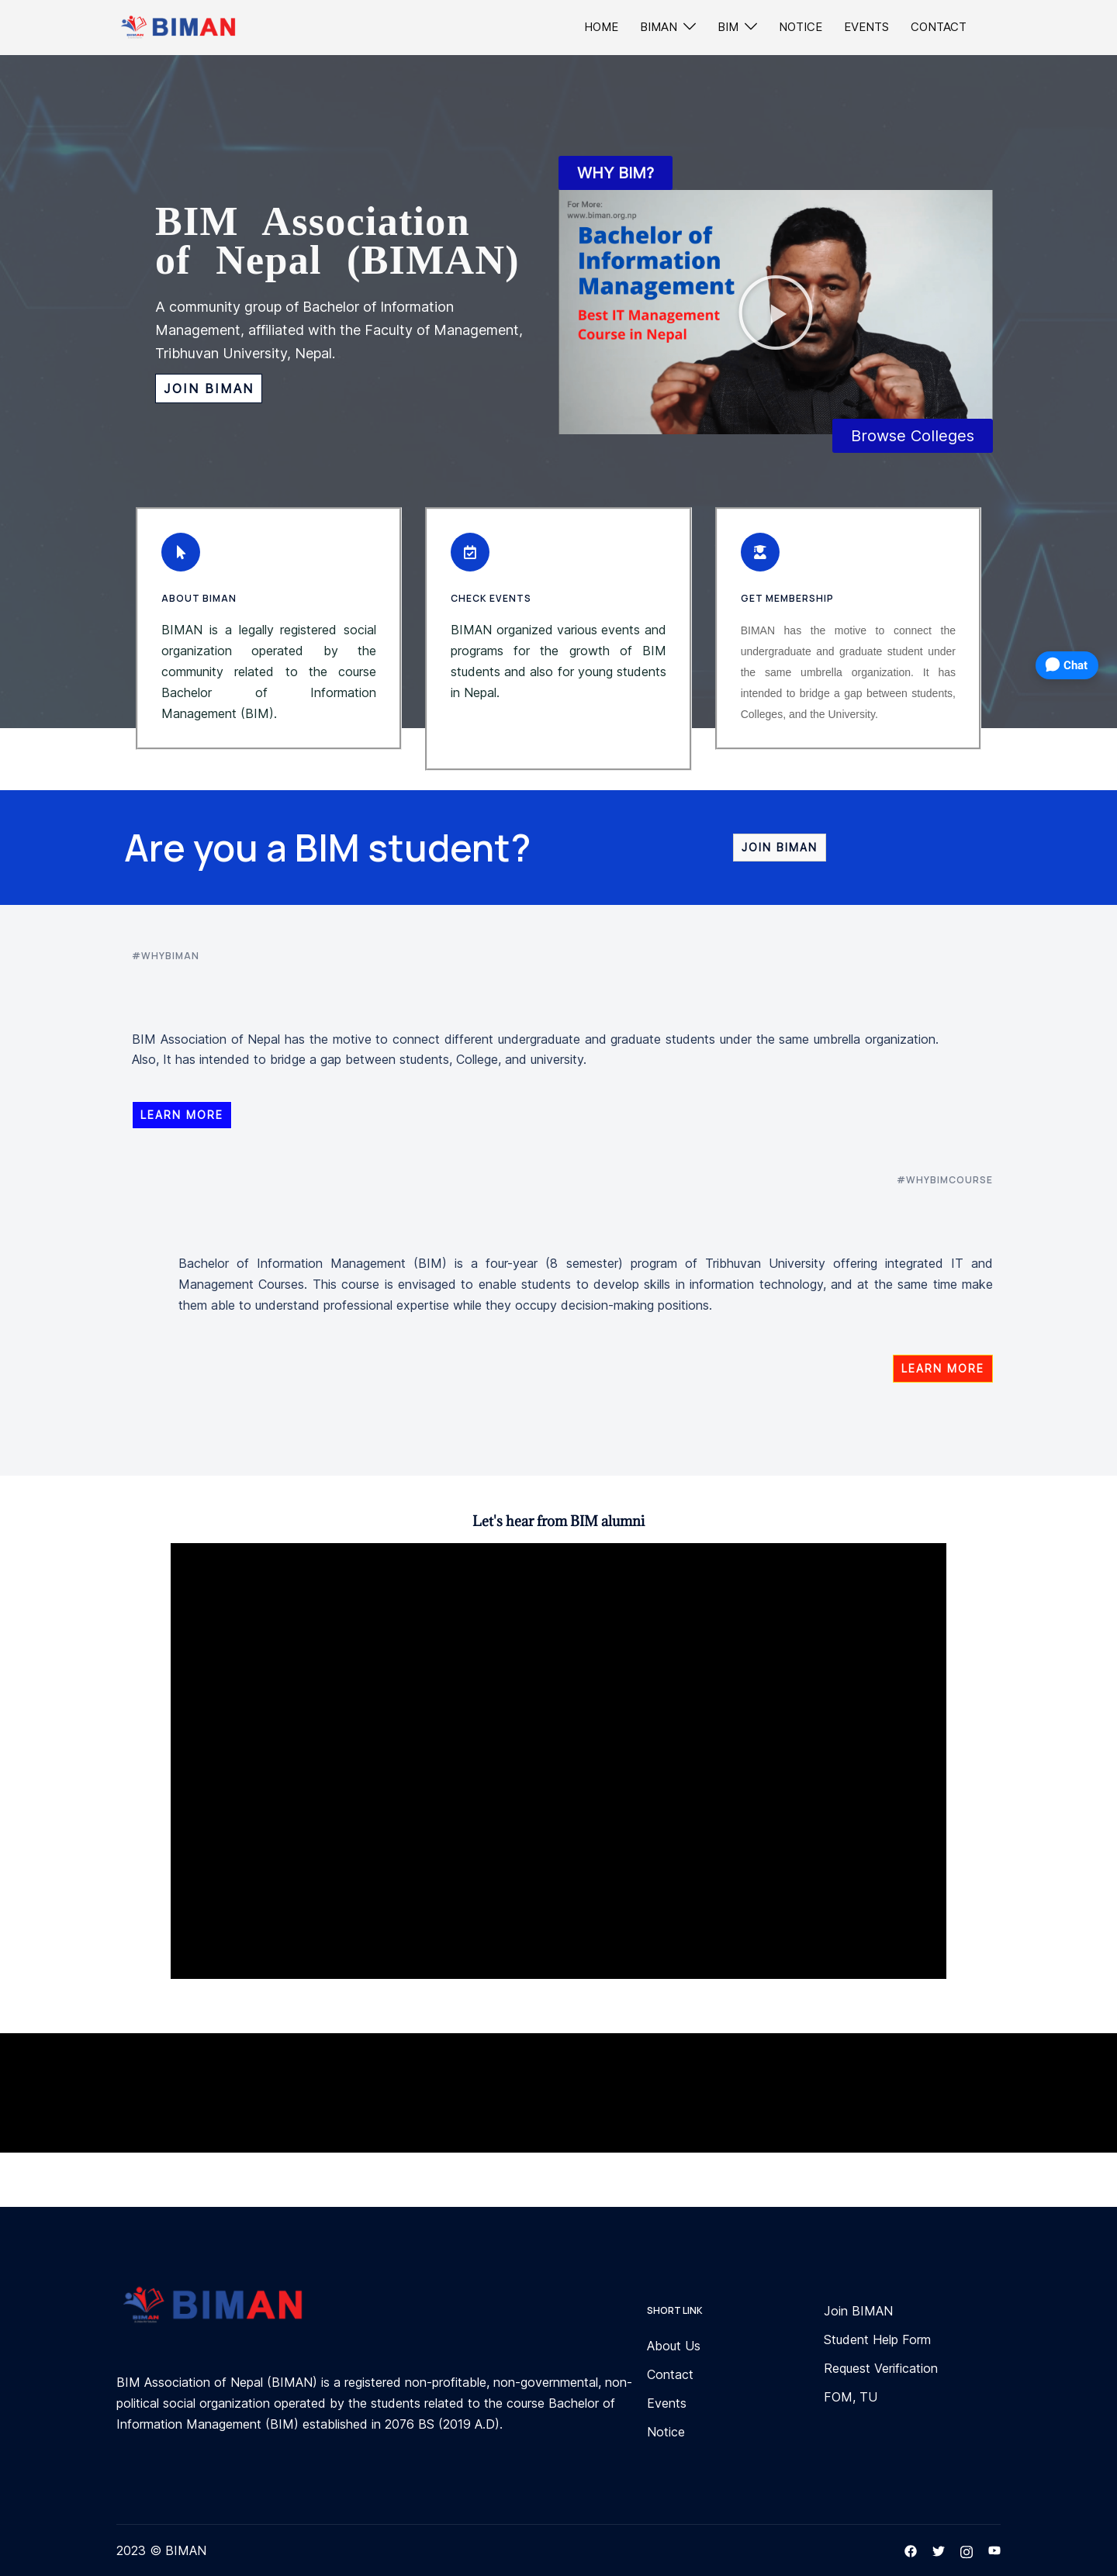 BIMAN
HOME
BIMAN
BIM
NOTICE
EVENTS
CONTACT
WHY BIM?
BIM Association
of Nepal (BIMAN)
A community group of Bachelor of Information
Management, affiliated with the Faculty of Management,
Tribhuvan University, Nepal.
JOIN BIMAN
For More:
www.biman.org.np
Bachelor of
Information
Management
Best IT Management
Course in Nepal
Browse Colleges
ABOUT BIMAN
BIMAN is a legally registered social
organization operated by the
community related to the course
Bachelor of Information
Management (BIM).
CHECK EVENTS
BIMAN organized various events and
programs for the growth of BIM
students and also for young students
in Nepal.
GET MEMBERSHIP
BIMAN has the motive to connect the
undergraduate and graduate student under
the same umbrella organization. It has
intended to bridge a gap between students,
Colleges, and the University.
Chat
Are you a BIM student?
JOIN BIMAN
#WHYBIMAN
BIM Association of Nepal has the motive to connect different undergraduate and graduate students under the same umbrella organization.
Also, It has intended to bridge a gap between students, College, and university.
LEARN MORE
#WHYBIMCOURSE
Bachelor of Information Management (BIM) is a four-year (8 semester) program of Tribhuvan University offering integrated IT and
Management Courses. This course is envisaged to enable students to develop skills in information technology, and at the same time make
them able to understand professional expertise while they occupy decision-making positions.
LEARN MORE
Let's hear from BIM alumni
BIMAN
BIMAN
BIM Association of Nepal (BIMAN) is a registered non-profitable, non-governmental, non-
political social organization operated by the students related to the course Bachelor of
Information Management (BIM) established in 2076 BS (2019 A.D).
SHORT LINK
About Us
Contact
Events
Notice
Join BIMAN
Student Help Form
Request Verification
FOM, TU
2023 © BIMAN